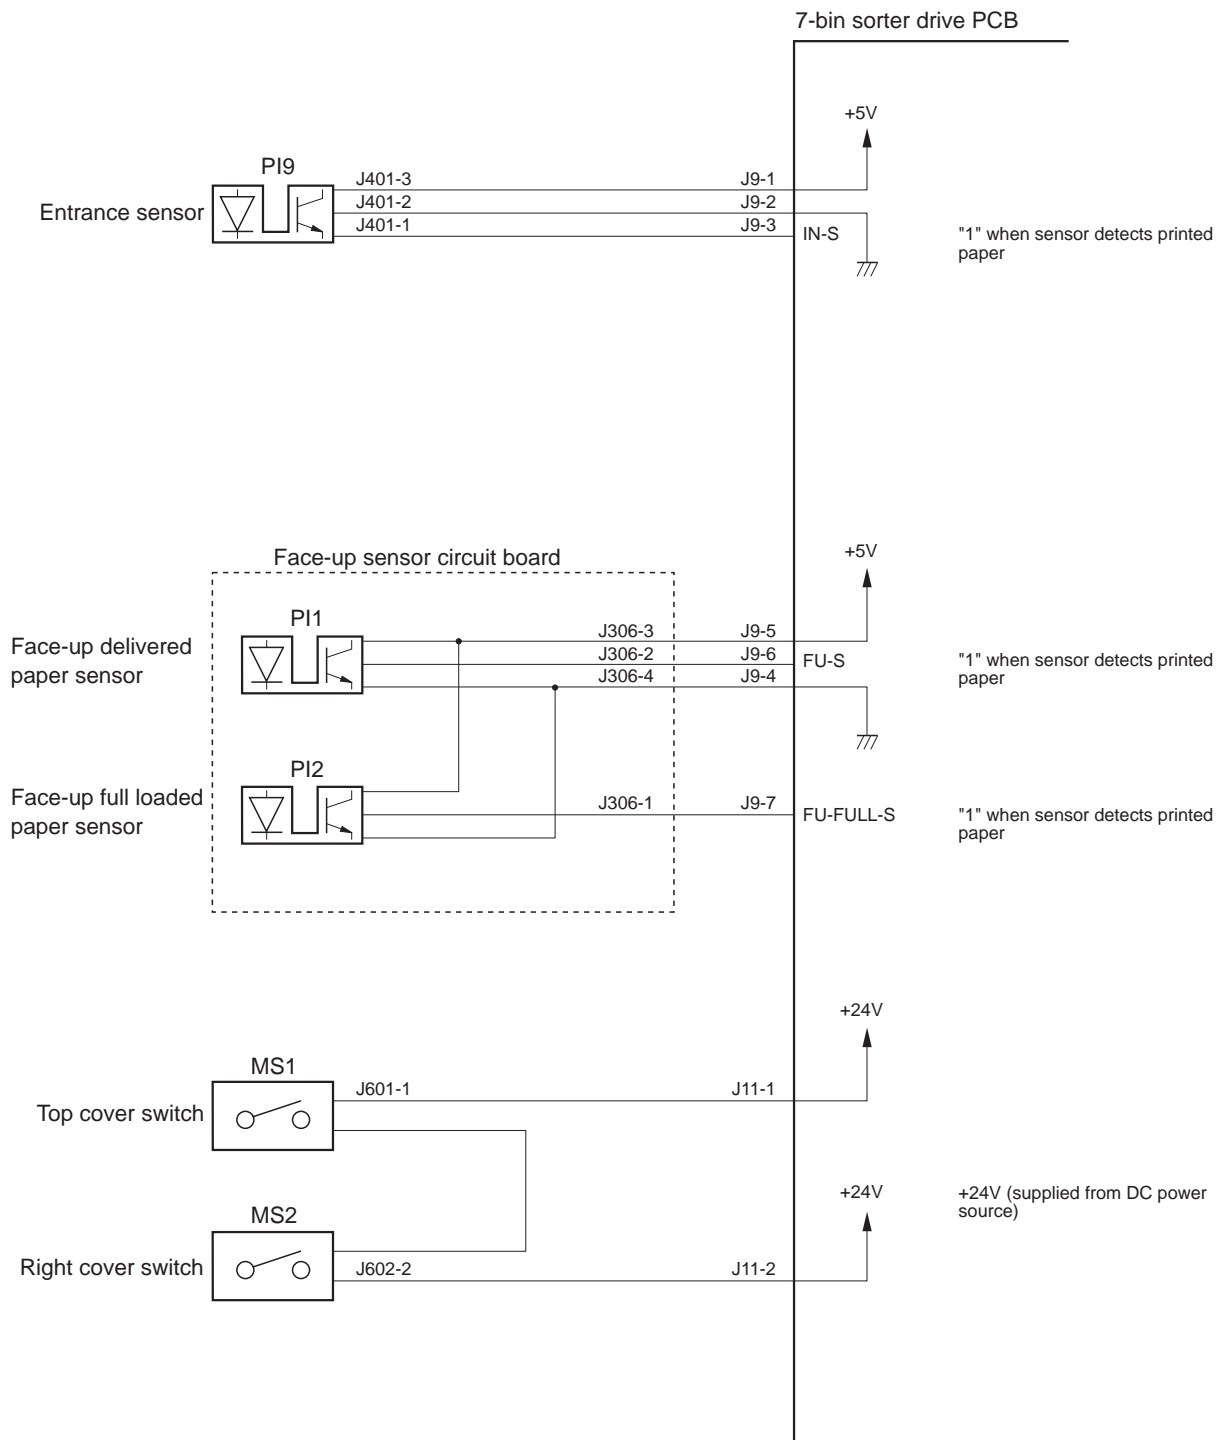 7-bin sorter drive PCB
+5V
PI9
J401-3
J9-1
Entrance sensor
J401-2
J9-2
J401-1
J9-3
IN-S
"1" when sensor detects printed
paper
+5V
Face-up sensor circuit board
PI1
Face-up delivered
paper sensor
J306-3
J9-5
J306-2
J9-6
FU-S
"1" when sensor detects printed
paper
J306-4
J9-4
PI2
Face-up full loaded
paper sensor
J306-1
J9-7
FU-FULL-S
"1" when sensor detects printed
paper
+24V
MS1
J601-1
J11-1
Top cover switch
+24V
+24V (supplied from DC power
source)
MS2
Right cover switch
J602-2
J11-2